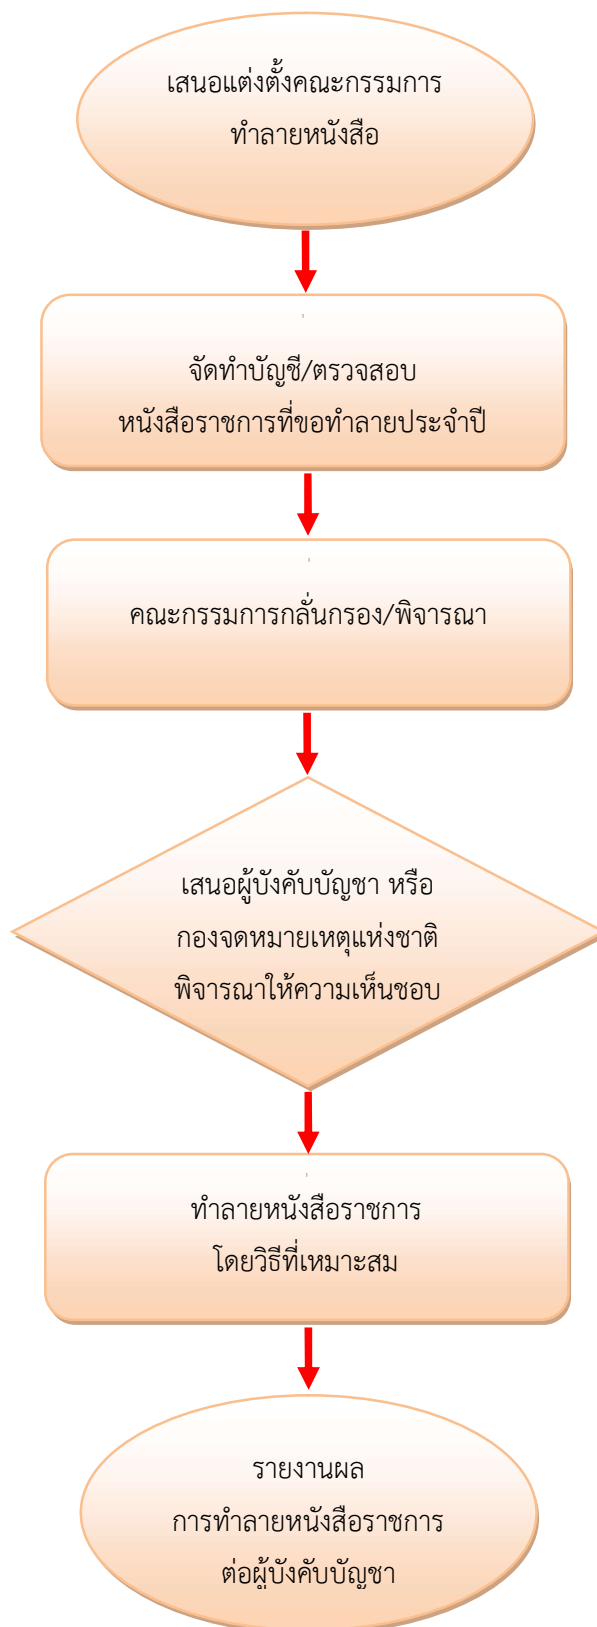 เสนอแต่งตั้งคณะกรรมการ
ทำลายหนังสือ
จัดทำบัญชี/ตรวจสอบ
หนังสือราชการที่ขอทำลายประจำปี
คณะกรรมการกลั่นกรอง/พิจารณา
เสนอผู้บังคับบัญชา หรือ
กองจดหมายเหตุแห่งชาติ
พิจารณาให้ความเห็นชอบ
ทำลายหนังสือราชการ
โดยวิธีที่เหมาะสม
รายงานผล
การทำลายหนังสือราชการ
ต่อผู้บังคับบัญชา